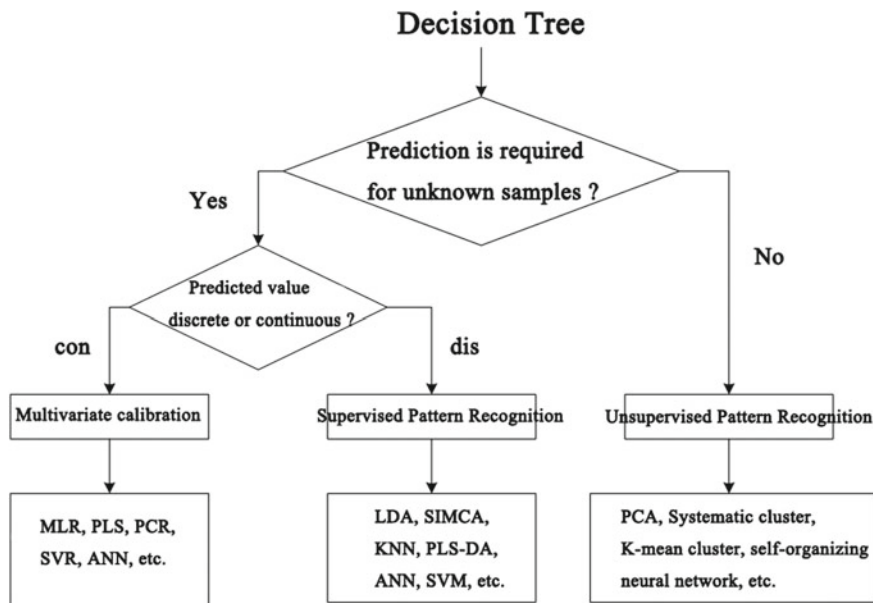 Decision Tree
Prediction is required
for unknown samples ?
Yes
No
Predicted value
discrete or continuous ?
con
dis
Multivariate calibration
Supervised Pattern Recognition
Unsupervised Pattern Recognition
MLR, PLS, PCR,
SVR, ANN, etc.
LDA, SIMCA,
KNN, PLS-DA,
ANN, SVM, etc.
PCA, Systematic cluster,
K-mean cluster, self-organizing
neural network, etc.